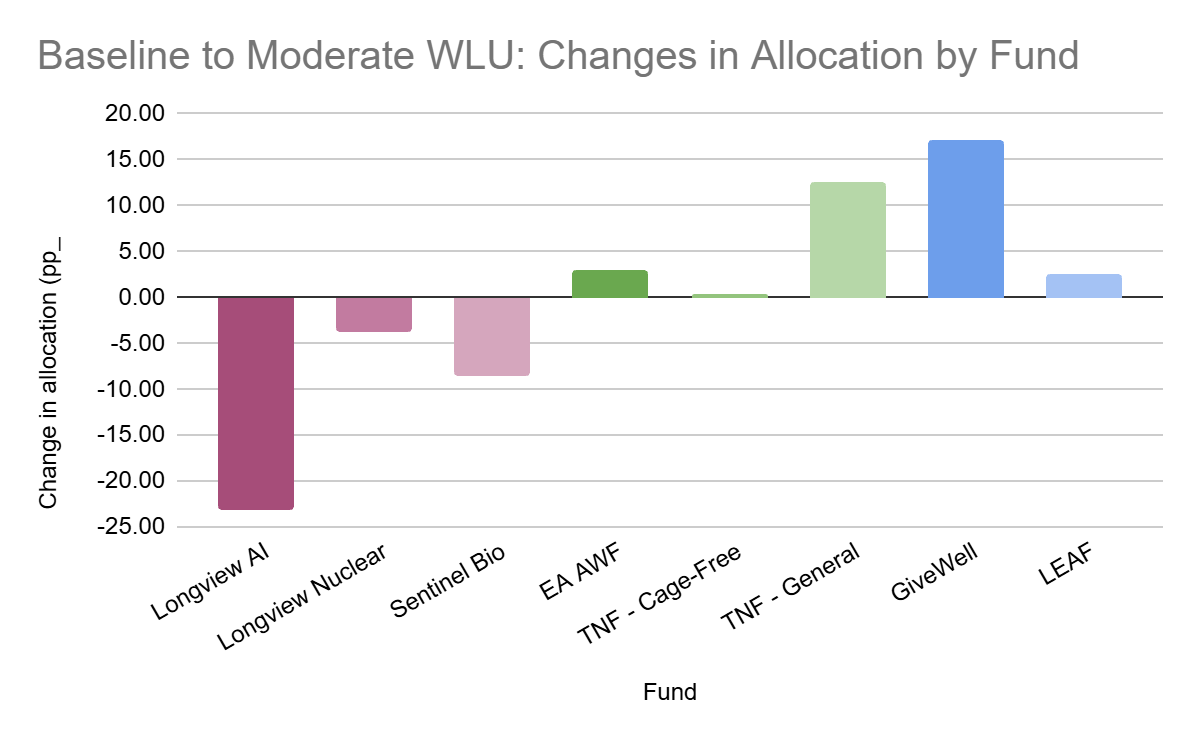 Baseline to Moderate WLU: Changes in Allocation by Fund
20.00
15.00
10.00
5.00
0.00
-5.00
-10.00
-15.00
-20.00
-25.00
Change in allocation (pp_
Longview AI
Longview Nuclear
Sentinel Bio
EA AWF
TNF - Cage-Free
TNF - General
GiveWell
LEAF
Fund